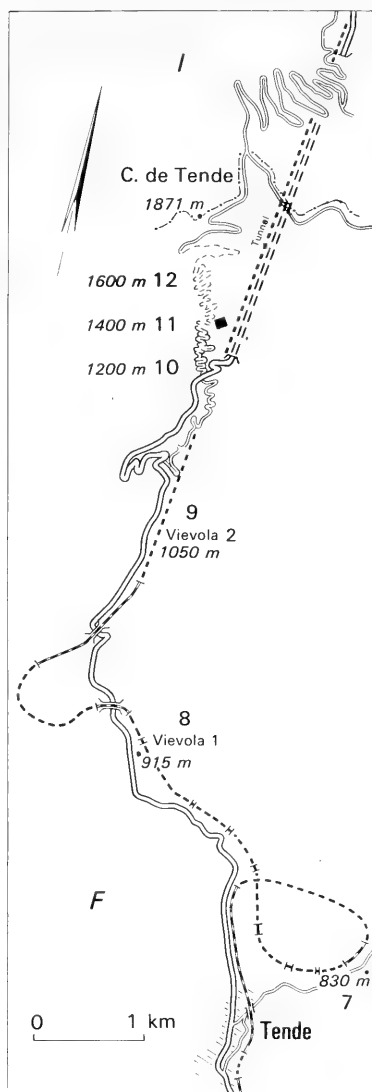 I
C. de Tende
1871 m
Tunnel
1600 m 12
1400 m 11
1200 m 10
9
Vievola 2
1050 m
8
Vievola 1
915 m
F
830 m
7
0 1 km
Tende